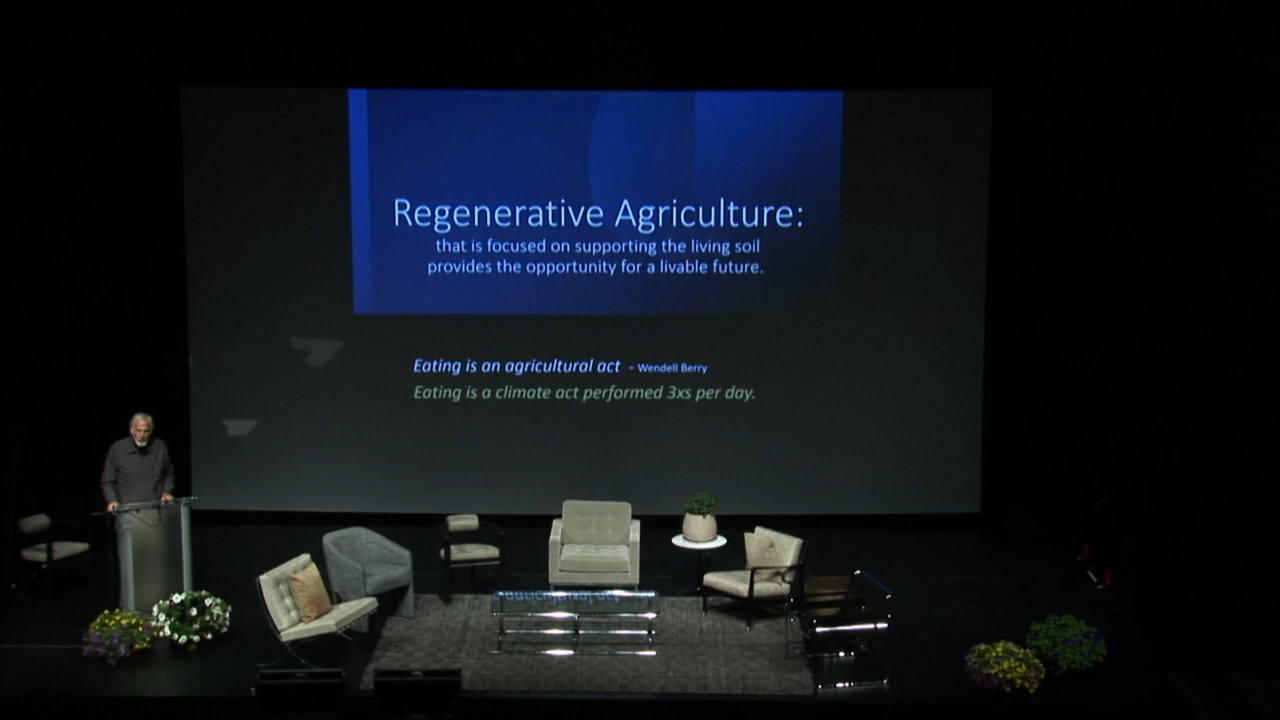 Regenerative Agriculture:
that is focused on supporting the living soil
provides the opportunity for a livable future.
Eating is an agricultural act - Wendell Berry
Eating is a climate act performed 3xs per day.